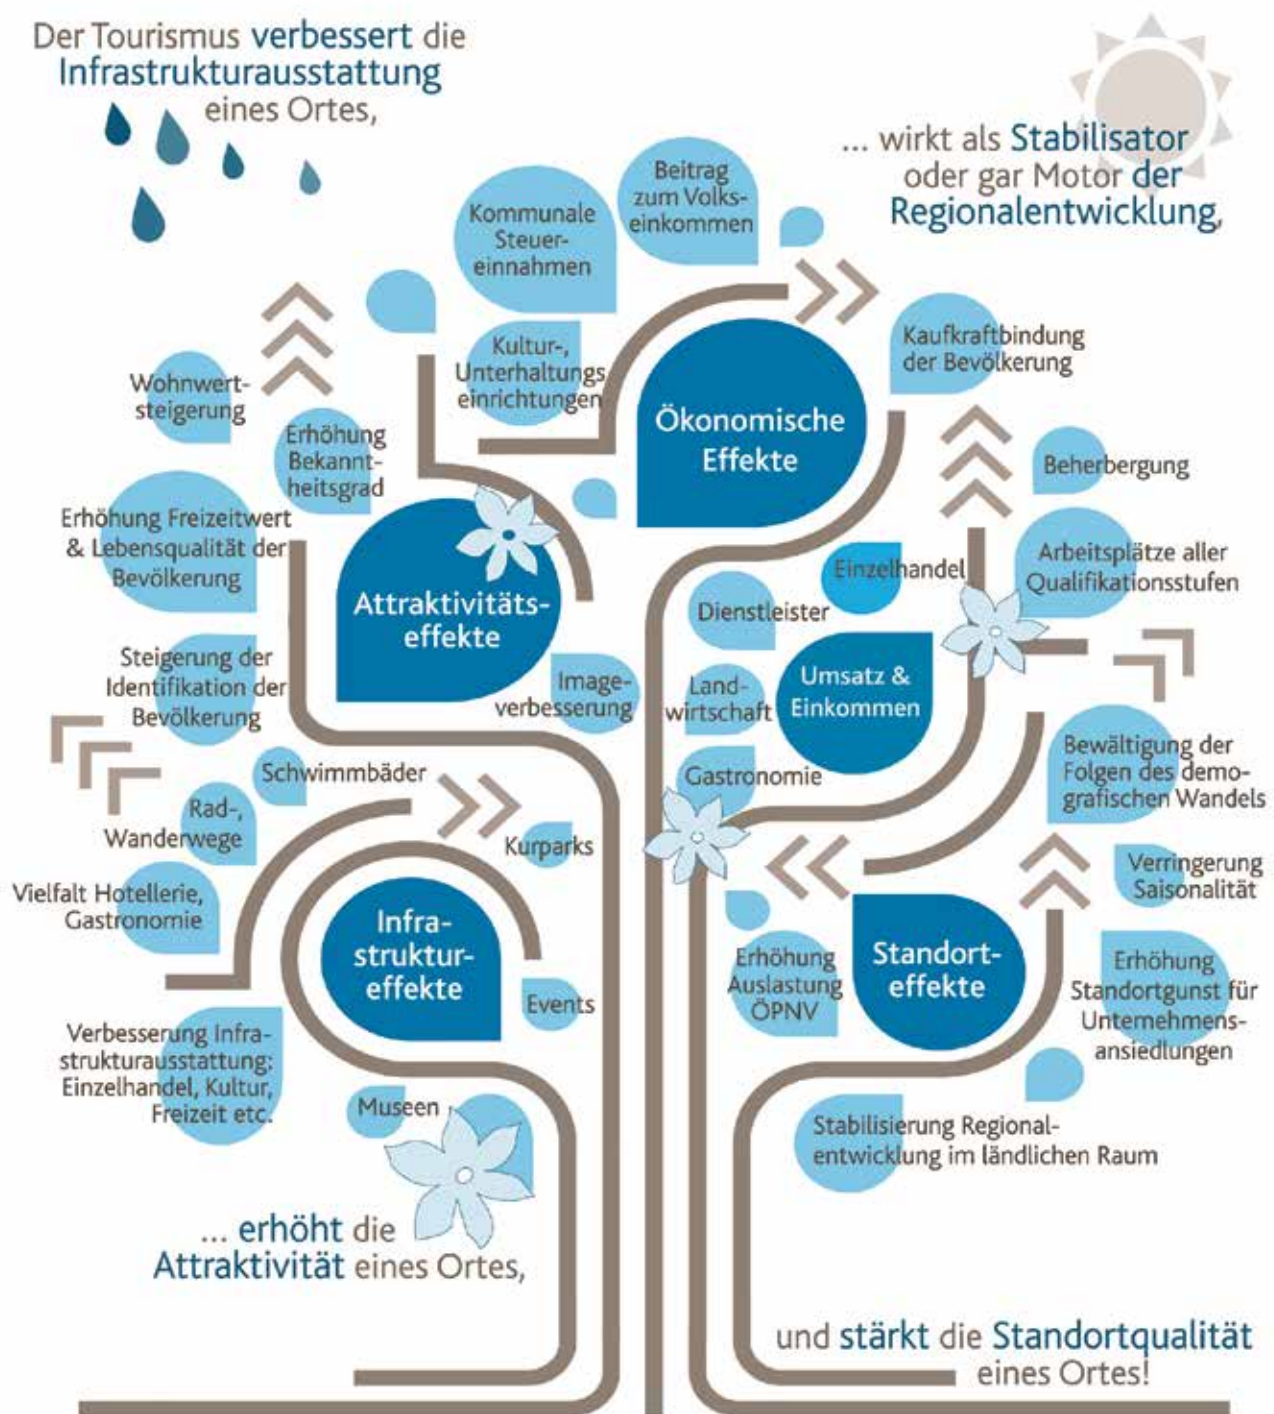 Der Tourismus verbessert die
Infrastrukturausstattung
eines Ortes,
... wirkt als Stabilisator
oder gar Motor der
Regionalentwicklung,
Beitrag
zum Volks-
einkommen
Kommunale
Steuer-
einnahmen
Kultur-,
Unterhaltungs
einrichtungen
Kaufkraftbindung
der Bevölkerung
Ökonomische
Effekte
Wohnwert-
steigerung
Erhöhung
Bekannt-
heitsgrad
Erhöhung Freizeitwert
& Lebensqualität der
Bevölkerung
Attraktivitäts-
effekte
Steigerung der
Identifikation der
Bevölkerung
Image-
verbesserung
Beherbergung
Arbeitsplätze aller
Qualifikationsstufen
Einzelhandel
Dienstleister
Land-
wirtschaft
Umsatz &
Einkommen
Gastronomie
Bewältigung der
Folgen des demo-
grafischen Wandels
Schwimmbäder
Rad-,
Wanderwege
Kurparks
Vielfalt Hotellerie,
Gastronomie
Infra-
struktur-
effekte
Events
Verbesserung Infra-
strukturausstattung:
Einzelhandel, Kultur,
Freizeit etc.
Museen
Verringerung
Saisonalität
Standort-
effekte
Erhöhung
Auslastung
ÖPNV
Erhöhung
Standortgunst für
Unternehmens-
ansiedlungen
Stabilisierung Regional-
entwicklung im ländlichen Raum
... erhöht die
Attraktivität eines Ortes,
und stärkt die Standortqualität
eines Ortes!